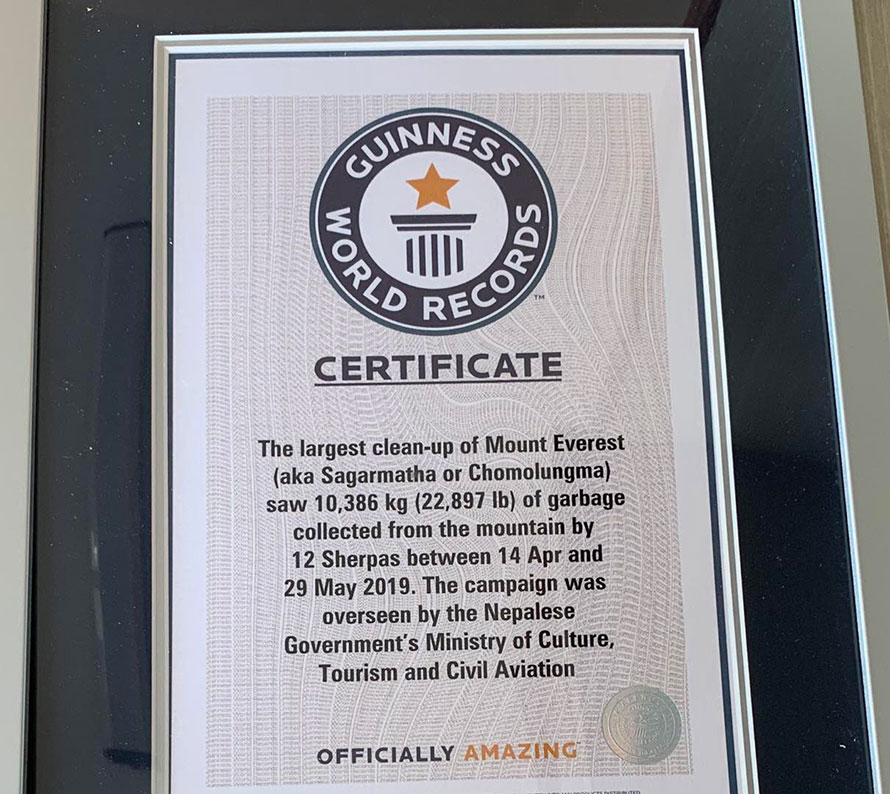 GUINNESS
WORLD RECORDS
TM
CERTIFICATE
The largest clean-up of Mount Everest
(aka Sagarmatha or Chomolungma)
saw 10,386 kg (22,897 lb) of garbage
collected from the mountain by
12 Sherpas between 14 Apr and
29 May 2019. The campaign was
overseen by the Nepalese
Government's Ministry of Culture,
Tourism and Civil Aviation
OFFICIALLY AMAZING